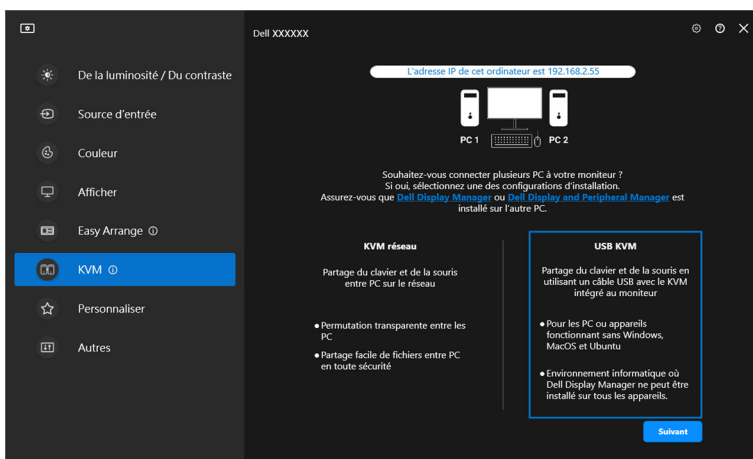 Dell XXXXXX
De la luminosité / Du contraste
Source d'entrée
Couleur
Afficher
Easy Arrange
KVM
Personnaliser
Autres
L'adresse IP de cet ordinateur est 192.168.2.55
PC 1
PC 2
Souhaitez-vous connecter plusieurs PC à votre moniteur ?
Si oui, sélectionnez une des configurations d'installation.
Assurez-vous que Dell Display Manager ou Dell Display and Peripheral Manager est
installé sur l'autre PC.
KVM réseau
Partage du clavier et de la souris
entre PC sur le réseau
● Permutation transparente entre les
PC
● Partage facile de fichiers entre PC
en toute sécurité
USB KVM
Partage du clavier et de la souris en
utilisant un câble USB avec le KVM
intégré au moniteur
● Pour les PC ou appareils
fonctionnant sans Windows,
MacOS et Ubuntu
● Environnement informatique où
Dell Display Manager ne peut être
installé sur tous les appareils.
Suivant